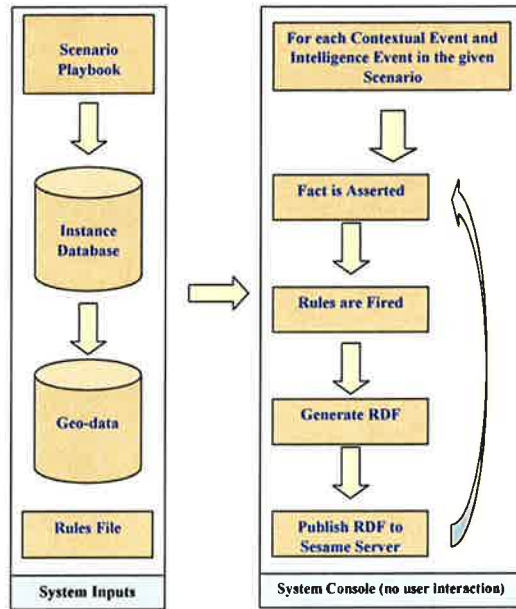 Scenario
Playbook
Instance
Database
Geo-data
Rules File
System Inputs
For each Contextual Event and
Intelligence Event in the given
Scenario
Fact is Asserted
Rules are Fired
Generate RDF
Publish RDF to
Sesame Server
System Console (no user interaction)